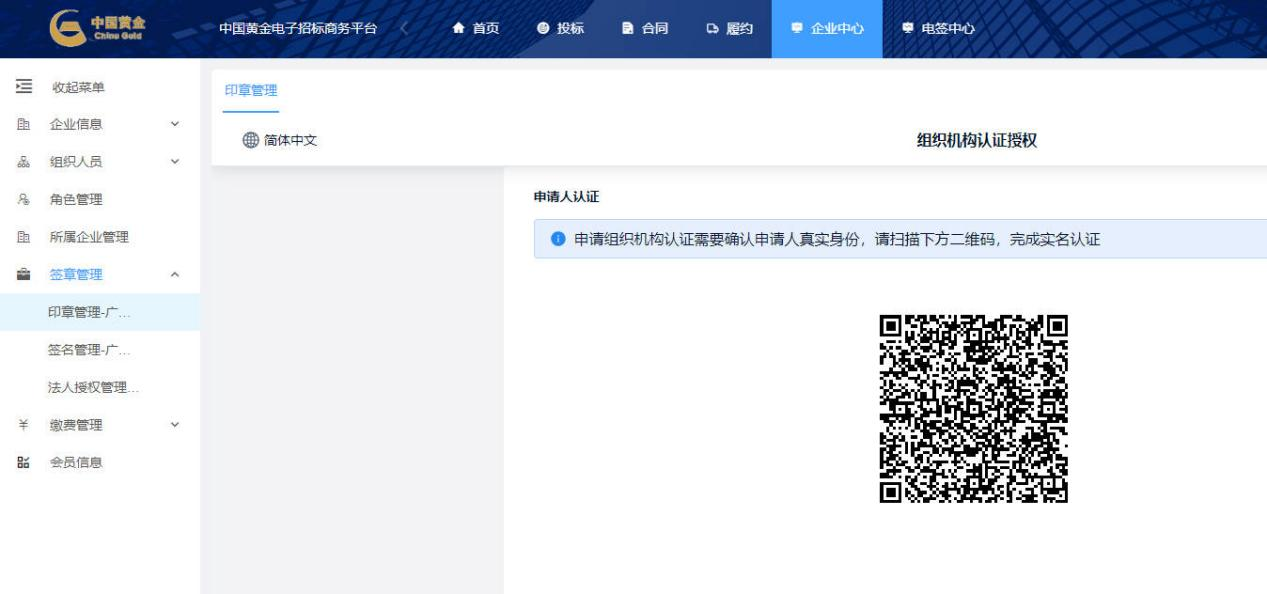 中国黄金
China Gold
中国黄金电子招标商务平台
首页
投标
合同
履约
企业中心
电签中心
收起菜单
企业信息
组织人员
角色管理
所属企业管理
签章管理
印章管理-广...
签名管理-广...
法人授权管理...
缴费管理
会员信息
印章管理
简体中文
组织机构认证授权
申请人认证
申请组织机构认证需要确认申请人真实身份，请扫描下方二维码，完成实名认证